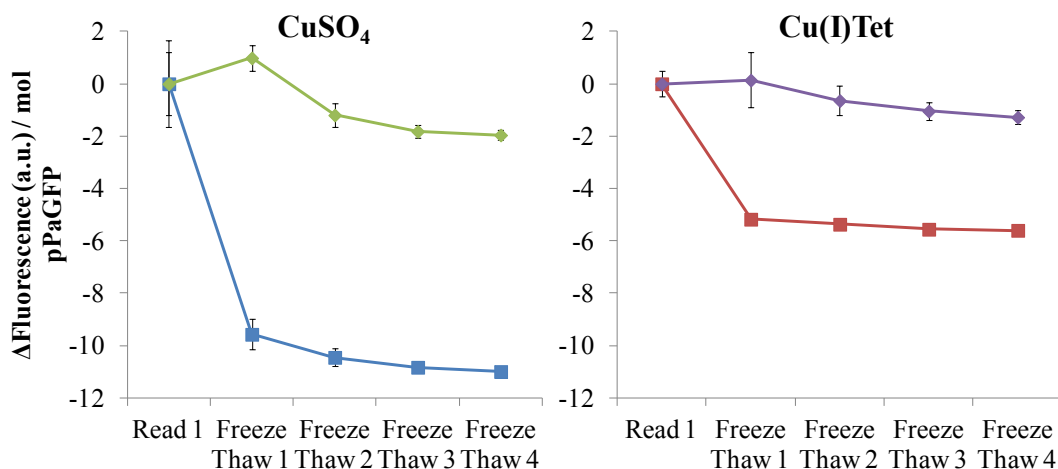 CuSO4
Cu(I)Tet
ΔFluorescence (a.u.) / mol
pPaGFP
2
0
-2
-4
-6
-8
-10
-12
Read 1 Freeze Freeze Freeze Freeze
Thaw 1 Thaw 2 Thaw 3 Thaw 4
2
0
-2
-4
-6
-8
-10
-12
Read 1 Freeze Freeze Freeze Freeze
Thaw 1 Thaw 2 Thaw 3 Thaw 4